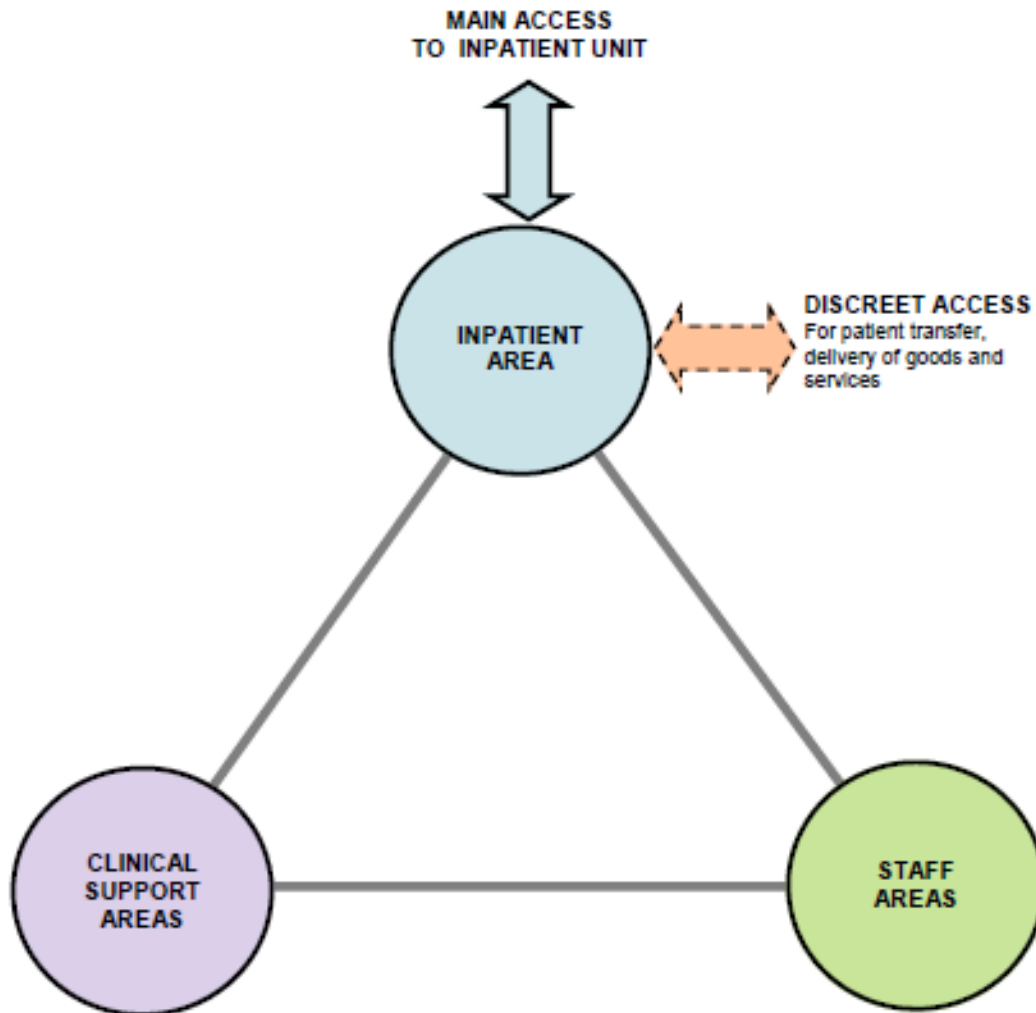 MAIN ACCESS
TO INPATIENT UNIT
INPATIENT
AREA
DISCREET ACCESS
For patient transfer,
delivery of goods and
services
CLINICAL
SUPPORT
AREAS
STAFF
AREAS